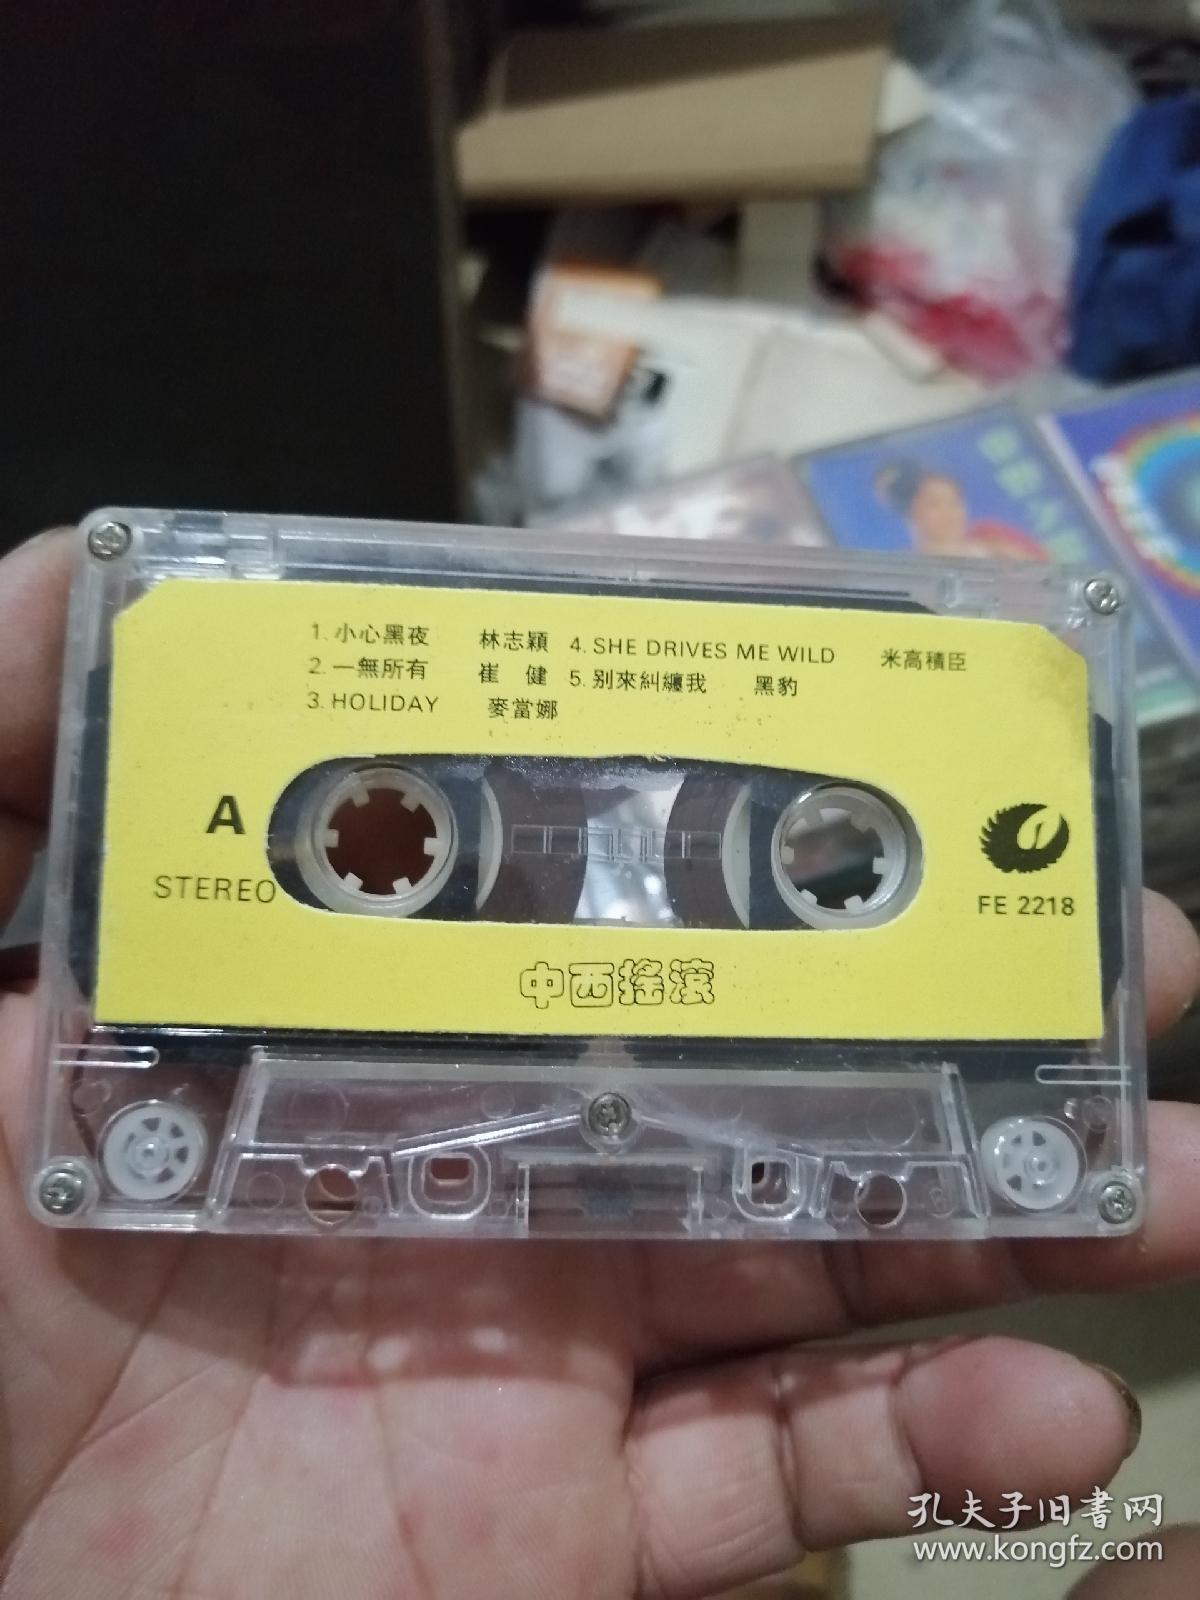 1. 小心黑夜 林志穎
2. 一無所有 崔 健
3. HOLIDAY 麥當娜
4. SHE DRIVES ME WILD 米高積臣
5. 别來糾纏我 黑豹
A
STEREO
FE 2218
中西搖滾
孔夫子旧書网
www.kongfz.com